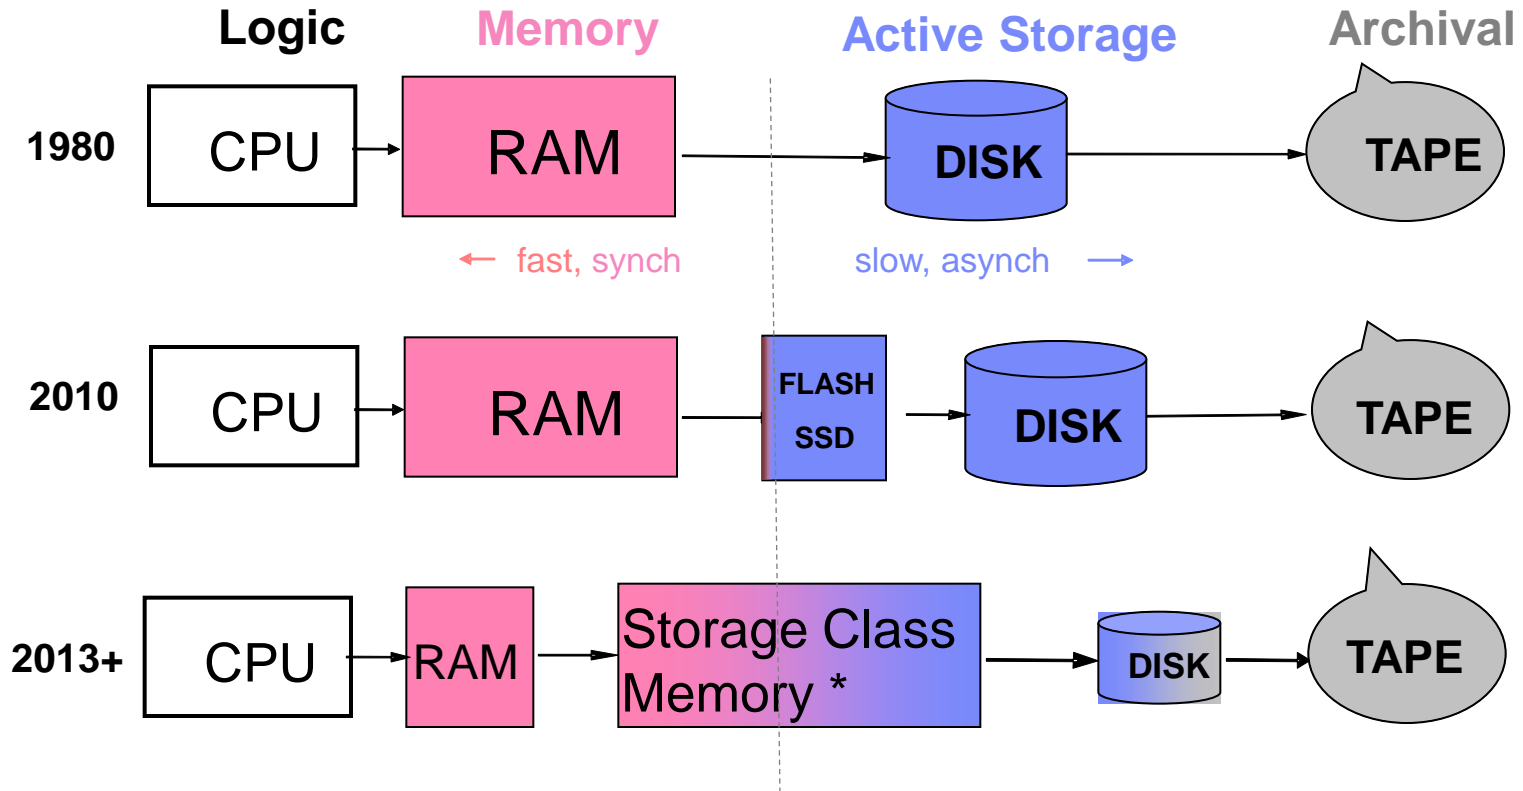 Logic Memory Active Storage Archival
1980 CPU RAM DISK TAPE
fast, synch slow, asynch
2010 CPU RAM FLASH SSD DISK TAPE
2013+ CPU RAM Storage Class
Memory * DISK TAPE